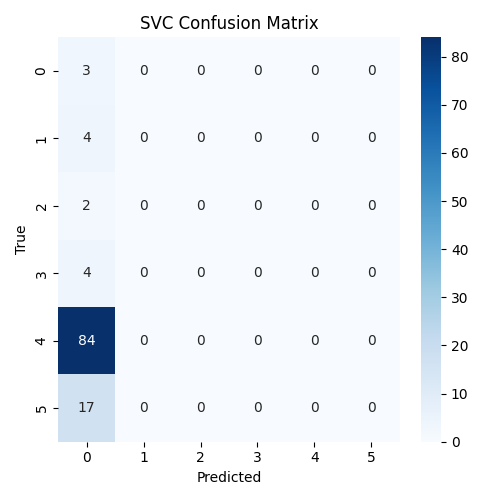 SVC Confusion Matrix
0 3 0 0 0 0 0
1 4 0 0 0 0 0
2 2 0 0 0 0 0
3 4 0 0 0 0 0
4 84 0 0 0 0 0
5 17 0 0 0 0 0
0 1 2 3 4 5
True
Predicted
80
70
60
50
40
30
20
10
0